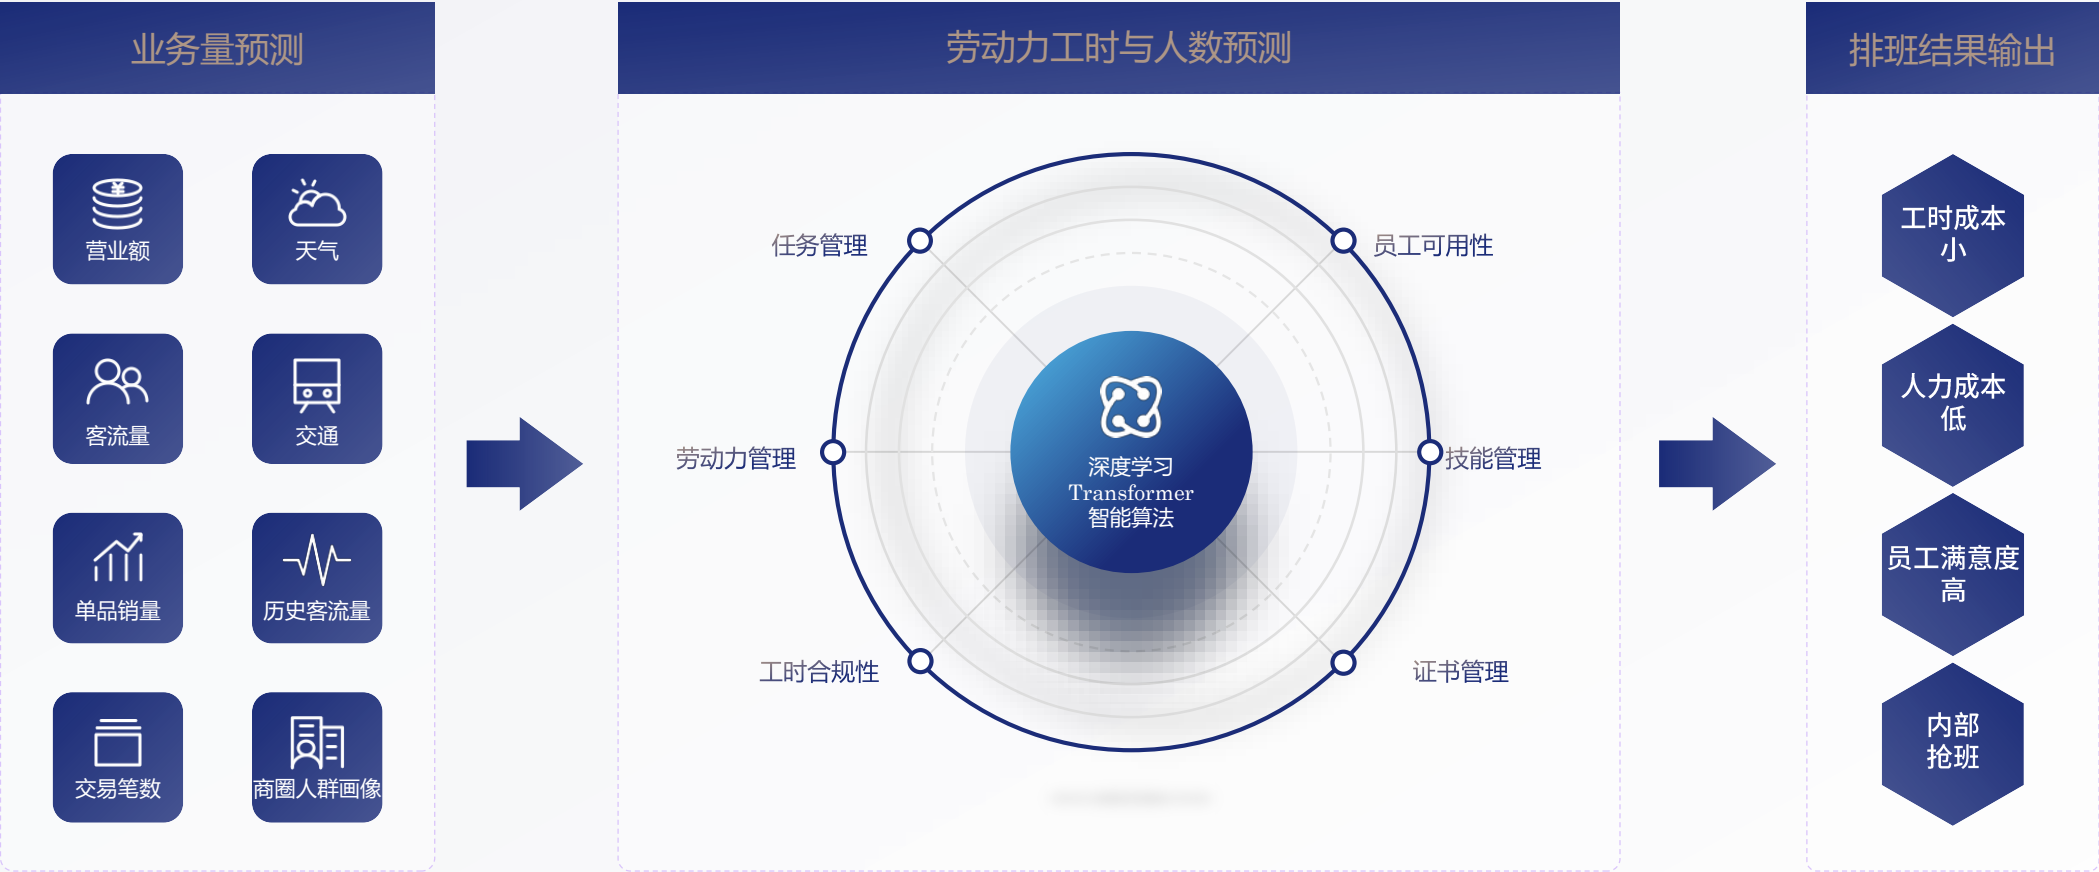 业务量预测
营业额
天气
客流量
交通
单品销量
历史客流量
交易笔数
商圈人群画像
劳动力工时与人数预测
任务管理
员工可用性
劳动力管理
技能管理
工时合规性
证书管理
深度学习
Transformer
智能算法
排班结果输出
工时成本
小
人力成本
低
员工满意度
高
内部
抢班